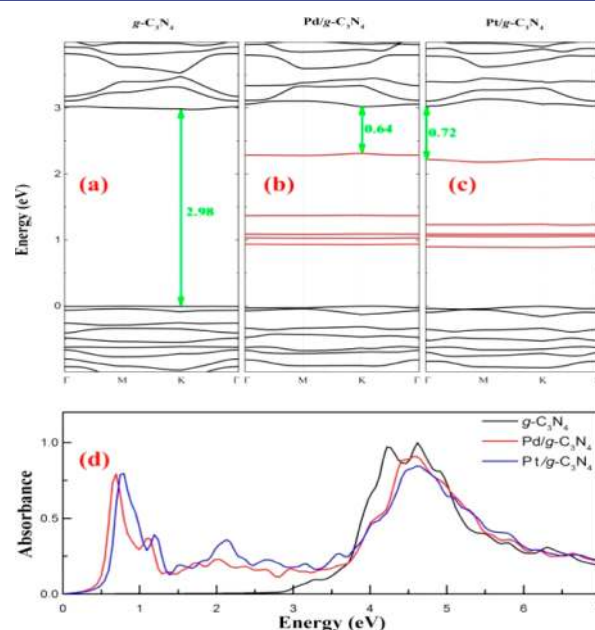 g-C₃N₄ Pd/g-C₃N₄ Pt/g-C₃N₄
Energy (eV)
3
2
1
0
(a) (b) (c)
2.98
0.64
0.72
Γ M K Γ M K Γ M K Γ
(d)
g-C₃N₄
Pd/g-C₃N₄
Pt/g-C₃N₄
Absorbance
1.0
0.5
0.0
0 1 2 3 4 5 6
Energy (eV)